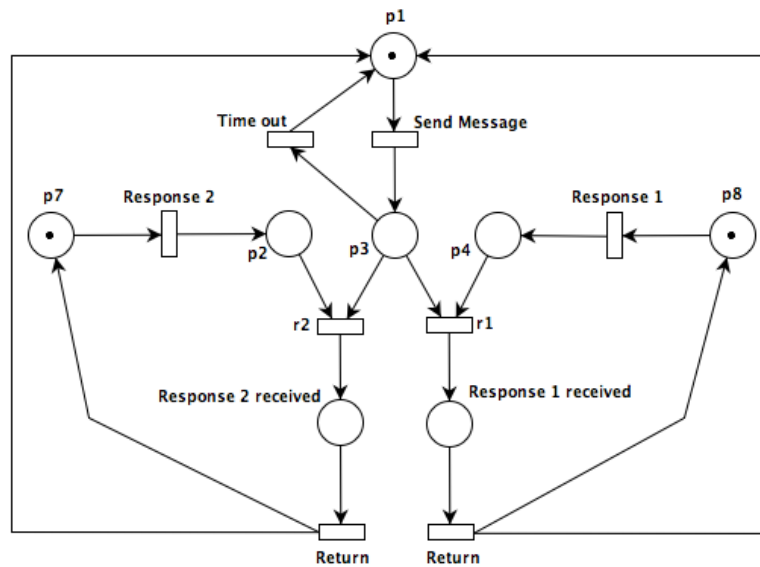 p1
Time out
Send Message
p7
Response 2
Response 1
p8
p2
p3
p4
r2
r1
Response 2 received
Response 1 received
Return
Return